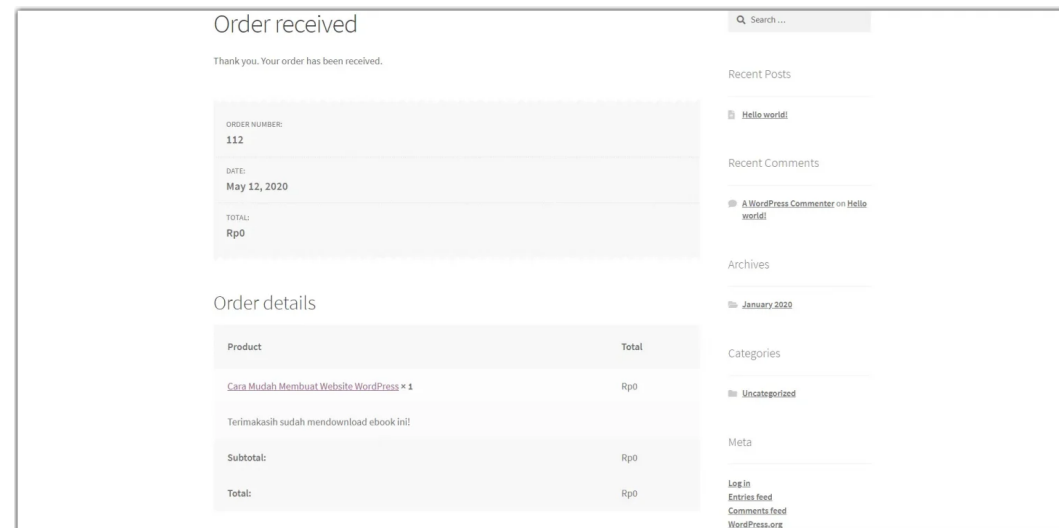 Order received
Thank you. Your order has been received.
ORDER NUMBER:
112
DATE:
May 12, 2020
TOTAL:
Rp0
Order details
Product Total
Cara Mudah Membuat Website WordPress × 1 Rp0
Terimakasih sudah mendownload ebook ini!
Subtotal: Rp0
Total: Rp0
Search …
Recent Posts
Hello world!
Recent Comments
A WordPress Commenter on Hello
world!
Archives
January 2020
Categories
Uncategorized
Meta
Log in
Entries feed
Comments feed
WordPress.org